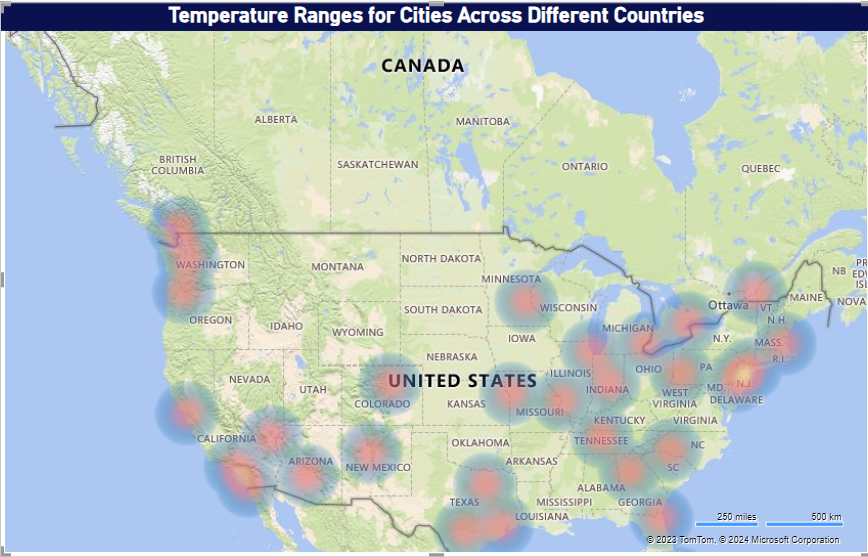 Temperature Ranges for Cities Across Different Countries
CANADA
ALBERTA
MANITOBA
BRITISH
COLUMBIA
SASKATCHEWAN
ONTARIO
QUEBEC
WASHINGTON
MONTANA
NORTH DAKOTA
MINNESOTA
NB
PR
EDW
ISL
NOVA
MAINE
Ottawa
VT.
N.H.
OREGON
IDAHO
WYOMING
SOUTH DAKOTA
WISCONSIN
MICHIGAN
N.Y.
MASS.
R.I.
IOWA
NEBRASKA
NEVADA
UTAH
UNITED STATES
COLORADO
KANSAS
ILLINOIS
INDIANA
OHIO
PA
N.J.
MD.
DELAWARE
WEST
VIRGINIA
MISSOURI
KENTUCKY
VIRGINIA
CALIFORNIA
ARIZONA
NEW MEXICO
OKLAHOMA
ARKANSAS
TENNESSEE
NC
SC
TEXAS
MISSISSIPPI
ALABAMA
GEORGIA
LOUISIANA
250 miles
500 km
© 2023 TomTom, © 2024 Microsoft Corporation